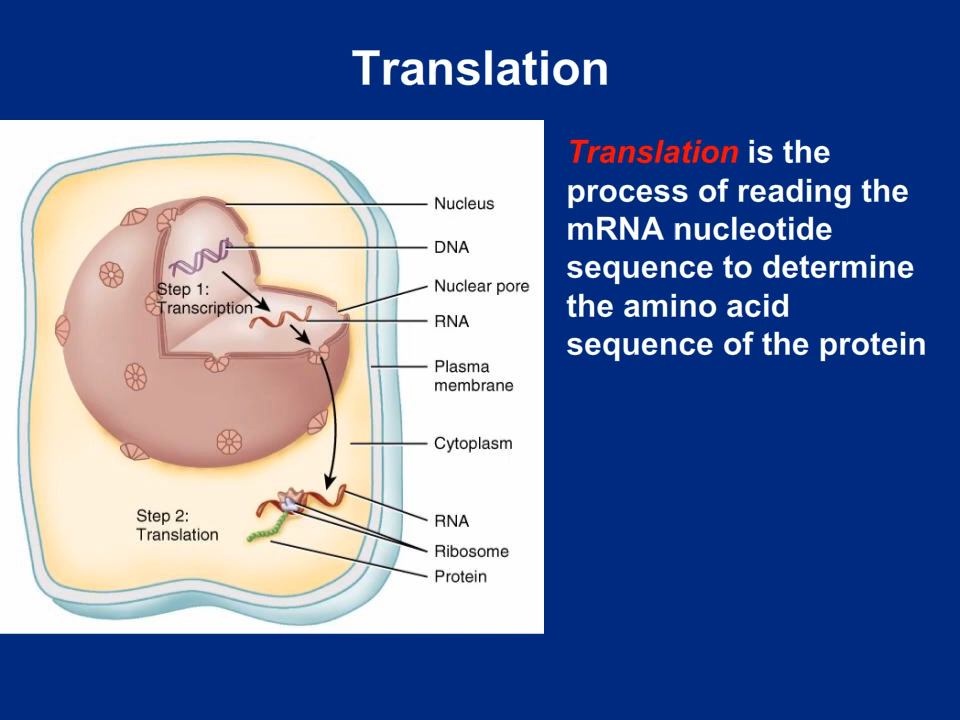 Translation
Nucleus
DNA
Nuclear pore
Step 1:
Transcription
RNA
Plasma
membrane
Cytoplasm
Step 2:
Translation
RNA
Ribosome
Protein
Translation is the
process of reading the
mRNA nucleotide
sequence to determine
the amino acid
sequence of the protein